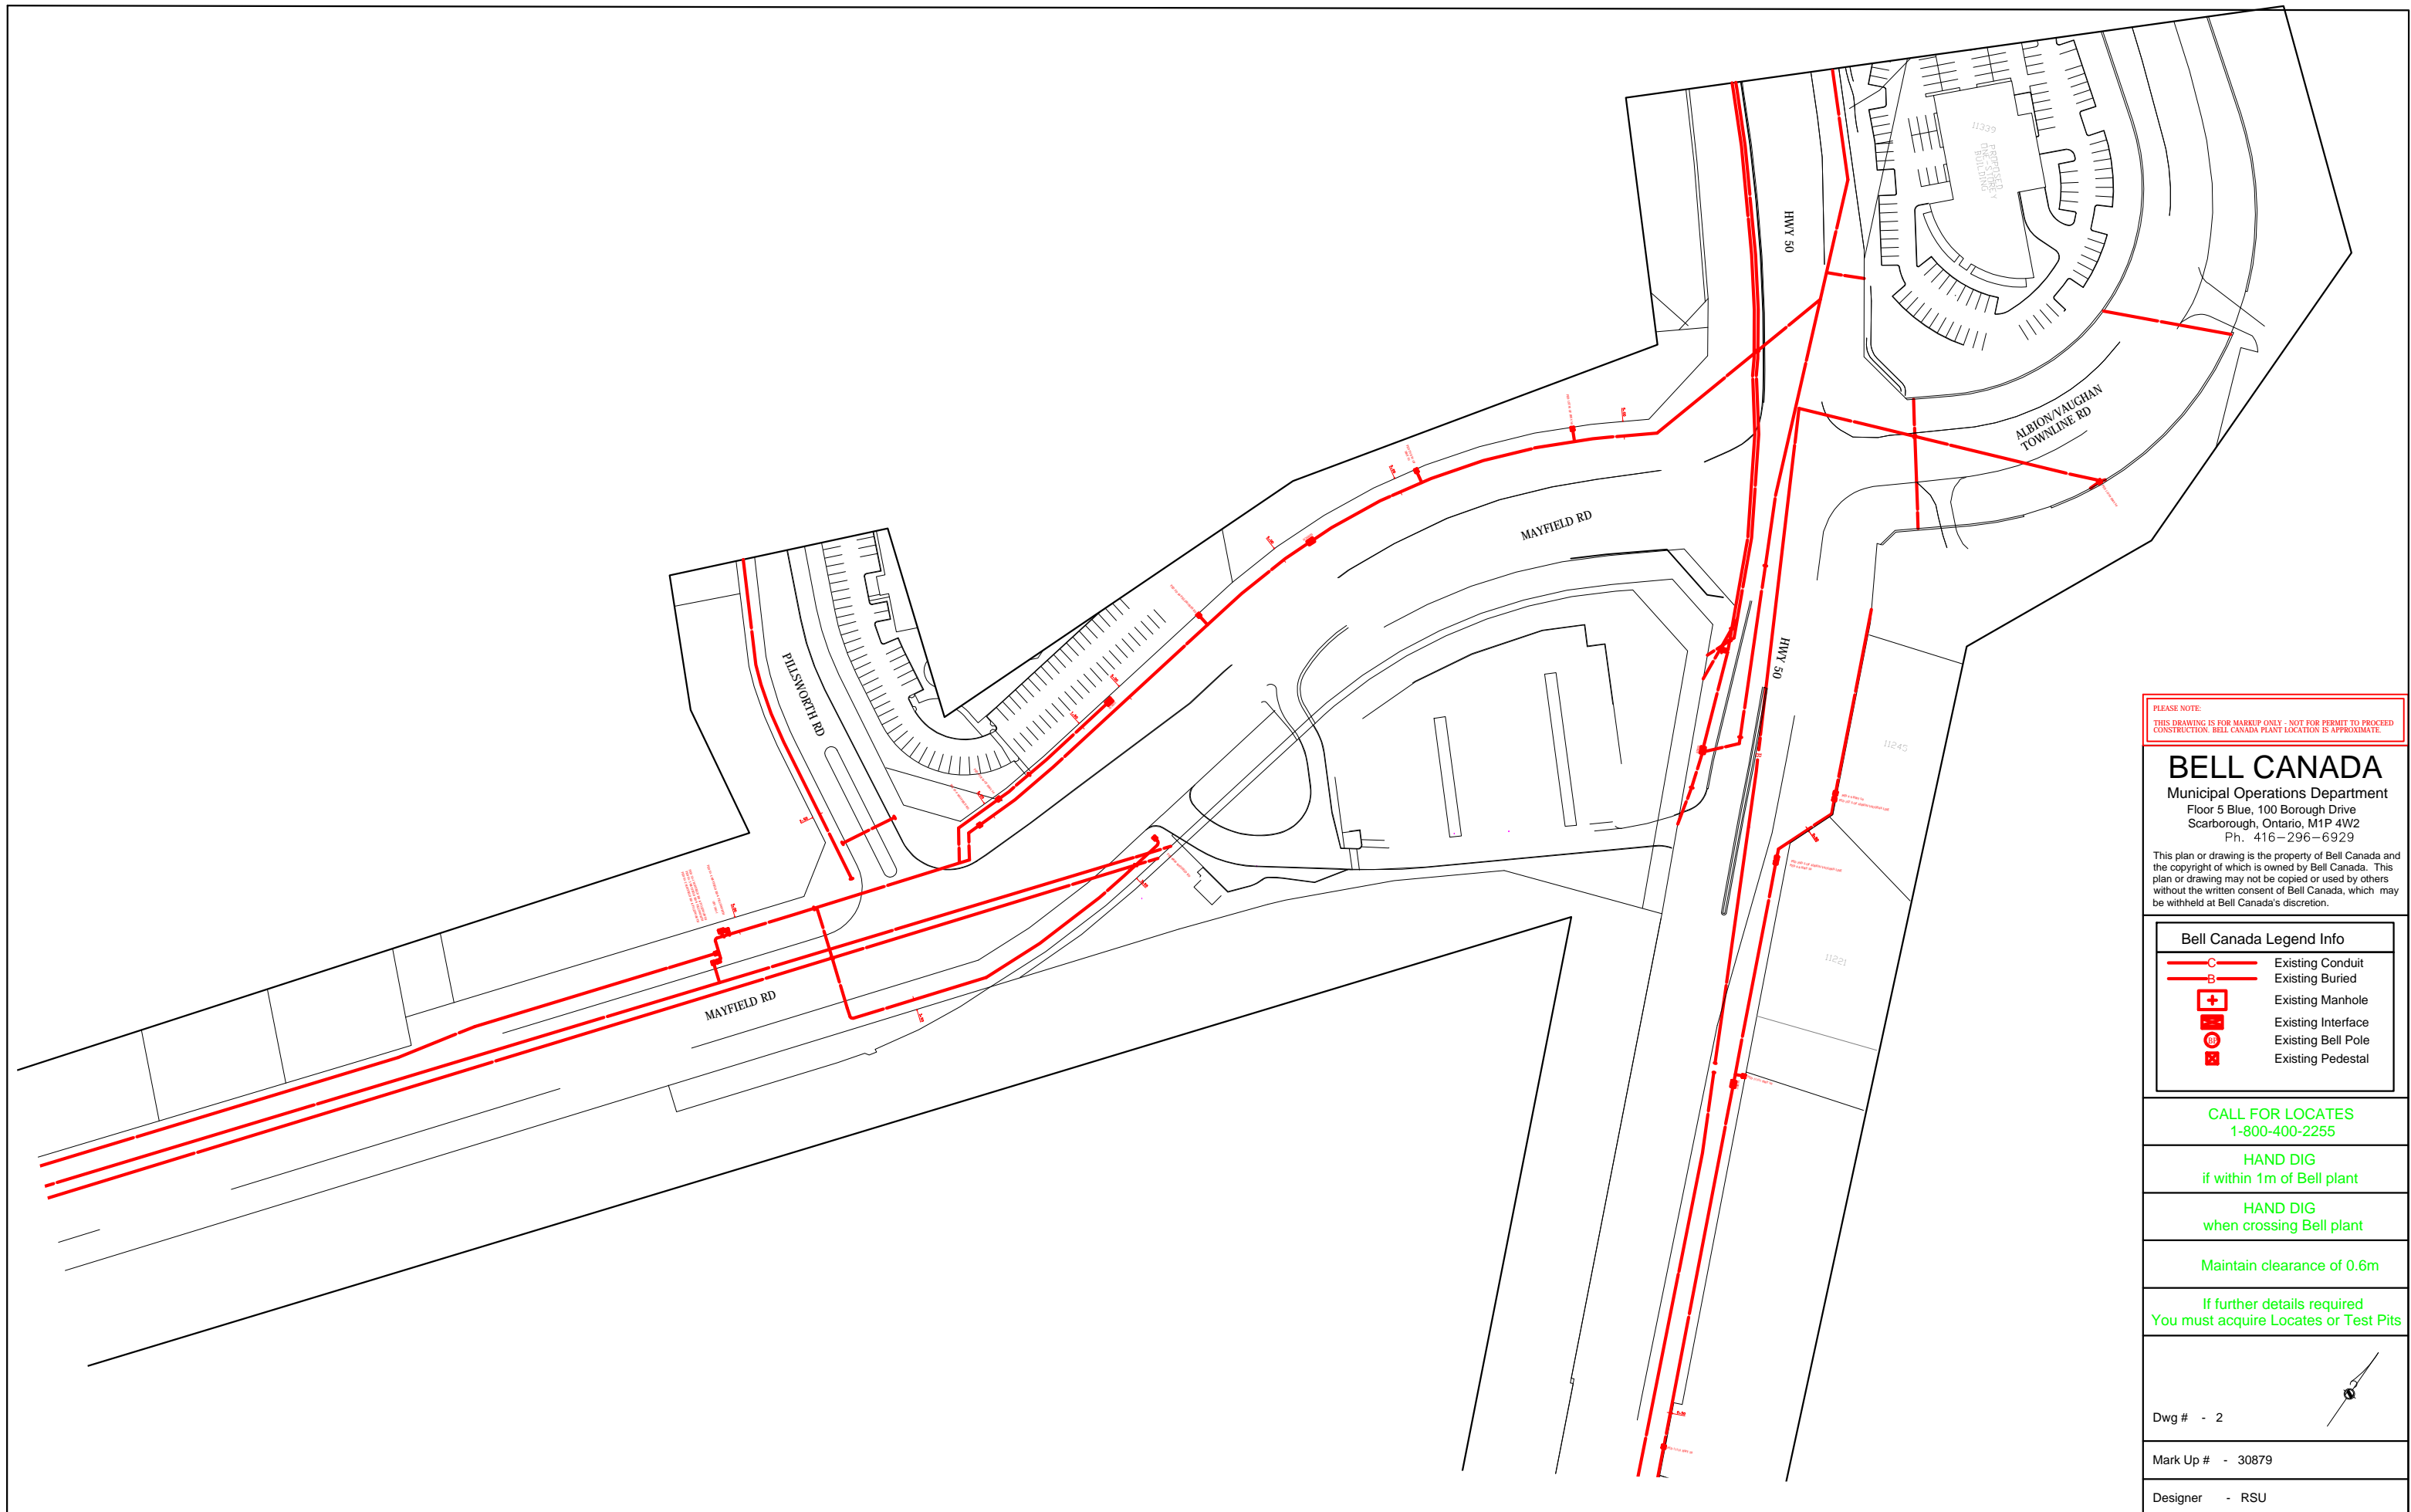 11339
PROPOSED
ONE-STOREY
BUILDING
HWY 50
ALBION/VAUGHAN
TOWNLINE RD
MAYFIELD RD
PILLSWORTH RD
HWY 50
11245
11221
MAYFIELD RD
PLEASE NOTE:
THIS DRAWING IS FOR MARKUP ONLY - NOT FOR PERMIT TO PROCEED
CONSTRUCTION. BELL CANADA PLANT LOCATION IS APPROXIMATE.
BELL CANADA
Municipal Operations Department
Floor 5 Blue, 100 Borough Drive
Scarborough, Ontario, M1P 4W2
Ph. 416-296-6929
This plan or drawing is the property of Bell Canada and
the copyright of which is owned by Bell Canada. This
plan or drawing may not be copied or used by others
without the written consent of Bell Canada, which may
be withheld at Bell Canada's discretion.
Bell Canada Legend Info
C Existing Conduit
B Existing Buried
Existing Manhole
Existing Interface
Existing Bell Pole
Existing Pedestal
CALL FOR LOCATES
1-800-400-2255
HAND DIG
if within 1m of Bell plant
HAND DIG
when crossing Bell plant
Maintain clearance of 0.6m
If further details required
You must acquire Locates or Test Pits
Dwg # - 2
Mark Up # - 30879
Designer - RSU